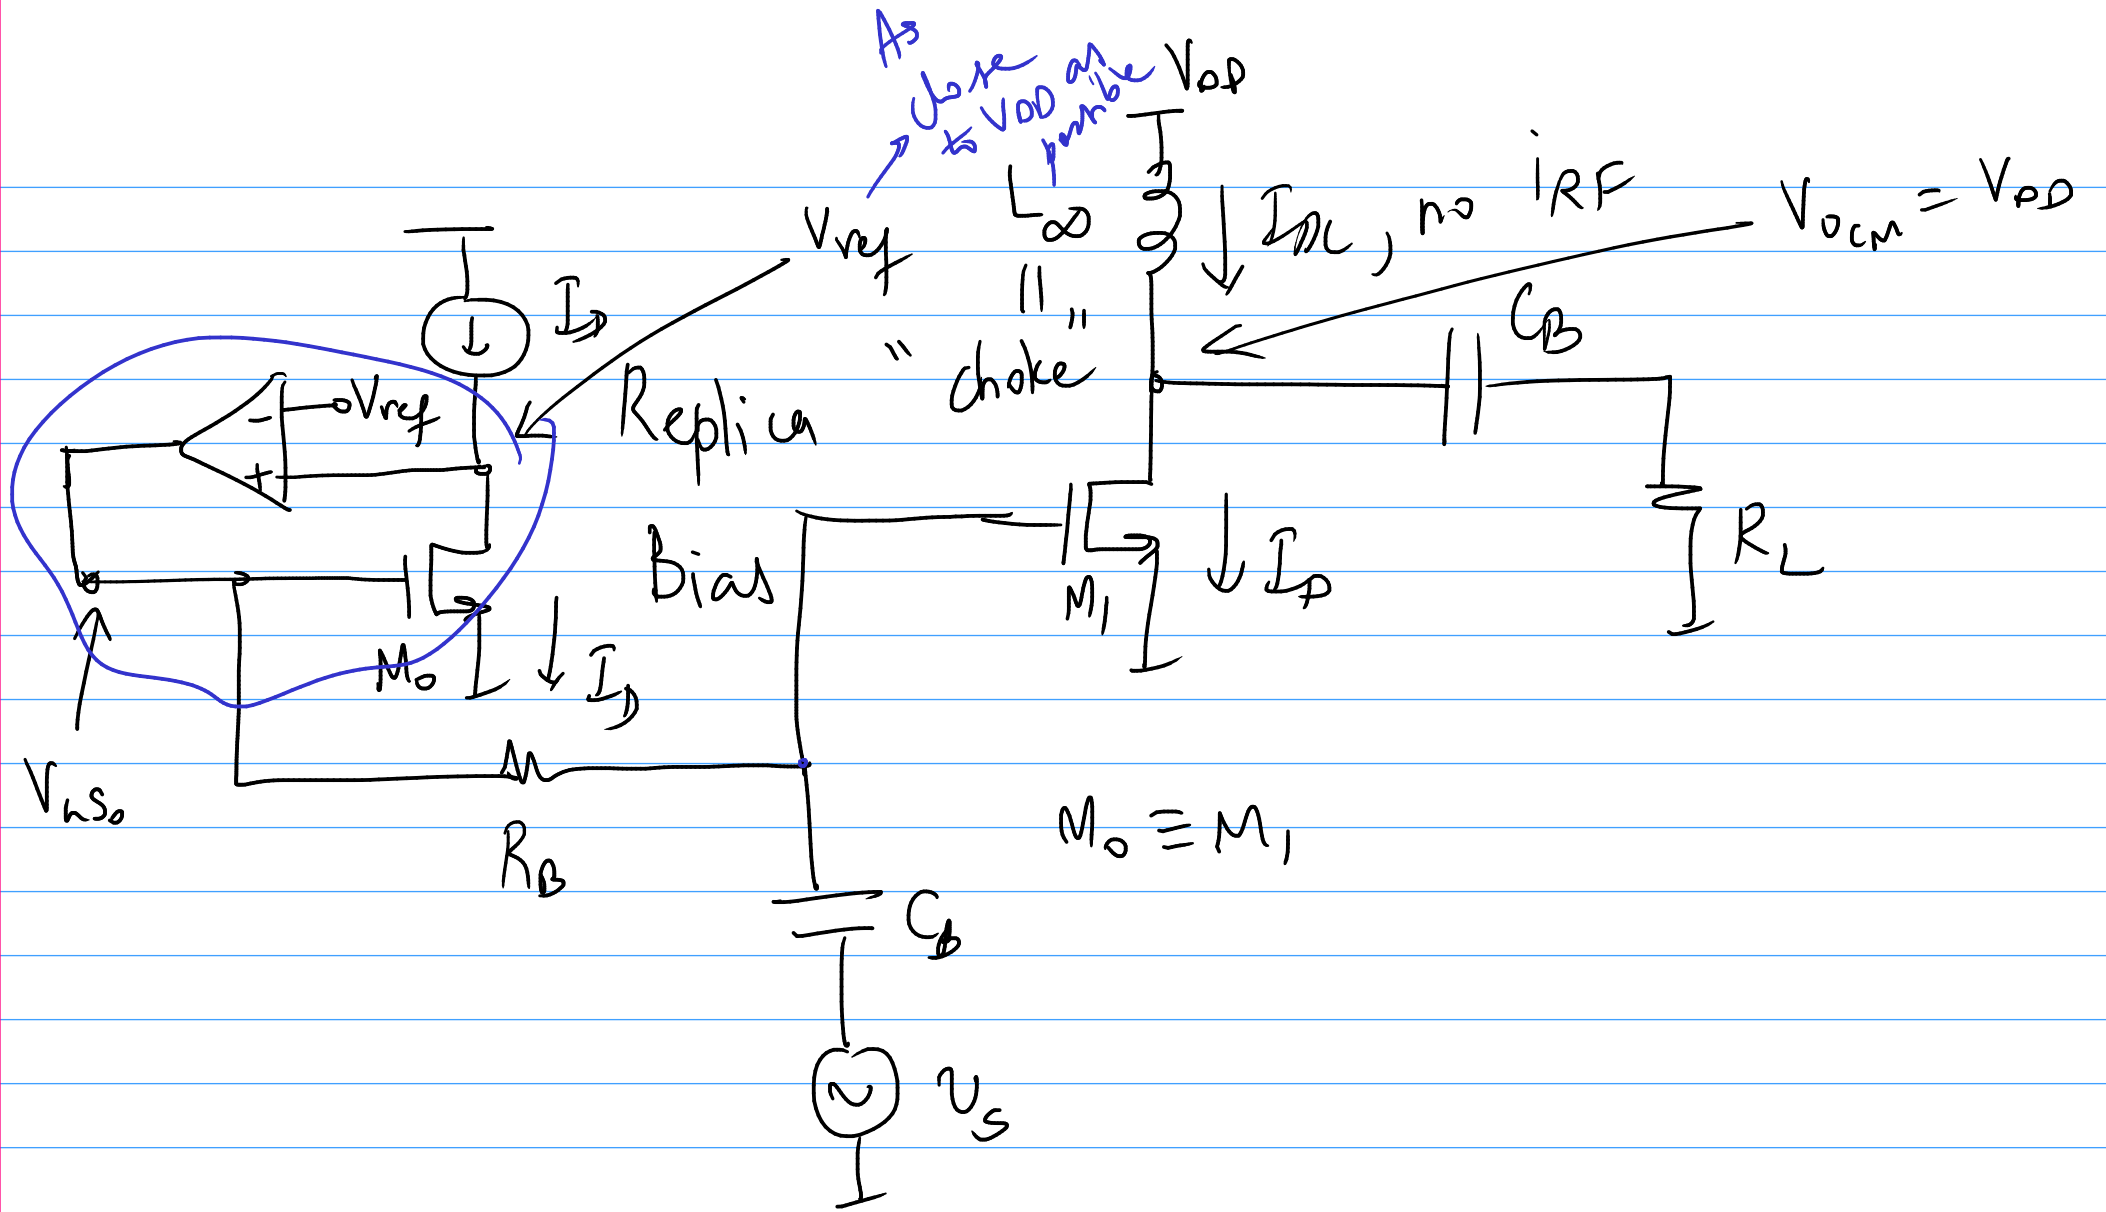 As
close
to VDD as
possible
VDD
L∞
IDC, no iRF
VOCM = VDD
Vref
ID
=
"choke"
CB
- Vref
+
Replica
Bias
M1
ID
RL
M0
ID
VGS0
RB
M0 ≡ M1
CB
vs